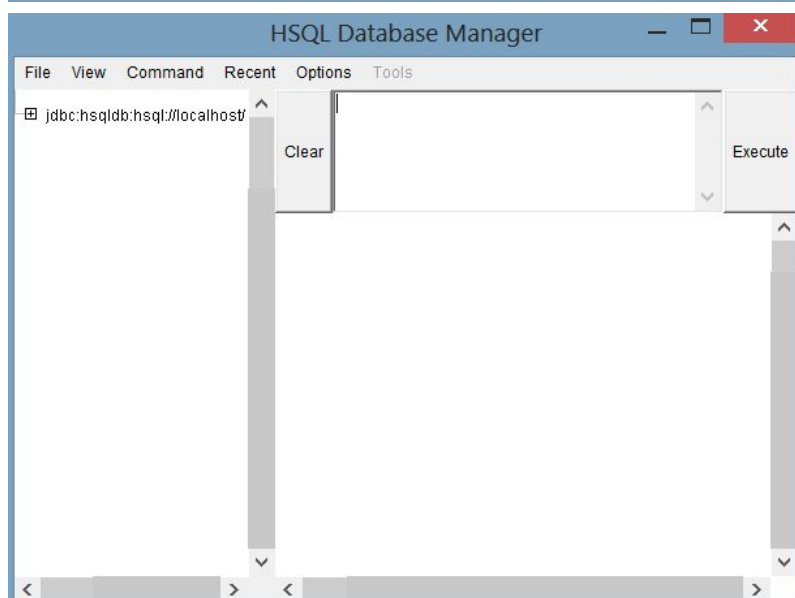 HSQL Database Manager
File View Command Recent Options Tools
jdbc:hsqldb:hsql://localhost/
Clear
Execute